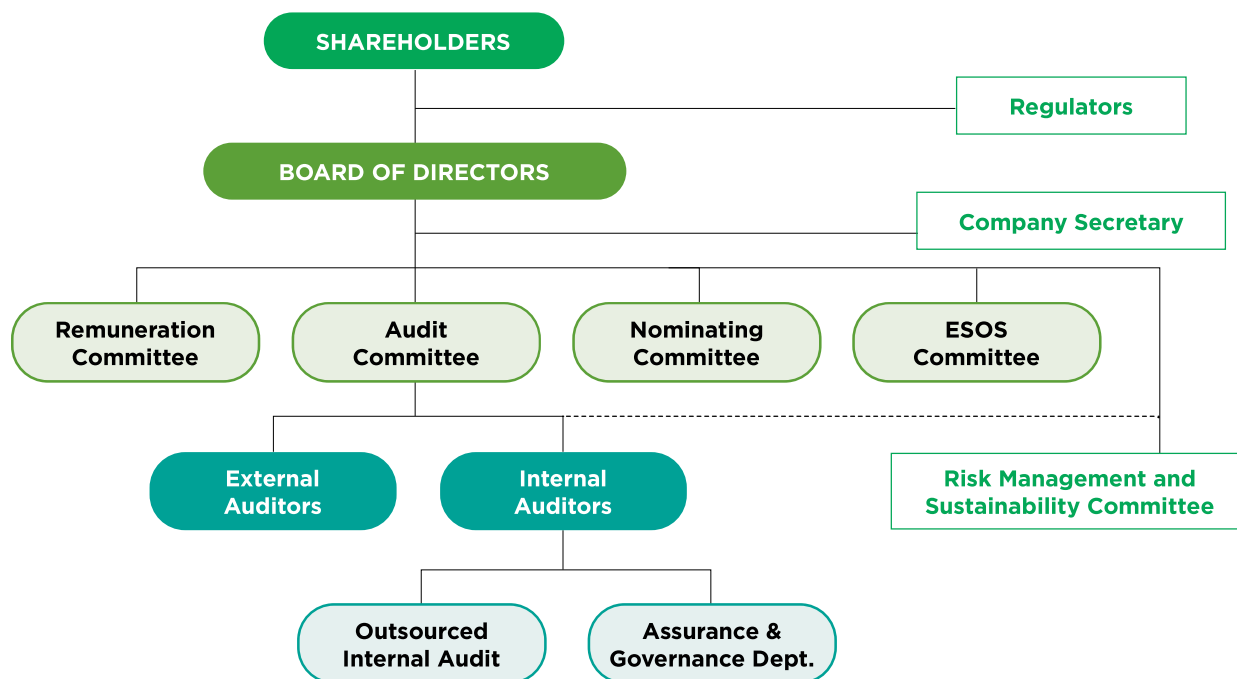 SHAREHOLDERS
Regulators
BOARD OF DIRECTORS
Company Secretary
Remuneration
Committee
Audit
Committee
Nominating
Committee
ESOS
Committee
External
Auditors
Internal
Auditors
Risk Management and
Sustainability Committee
Outsourced
Internal Audit
Assurance &
Governance Dept.